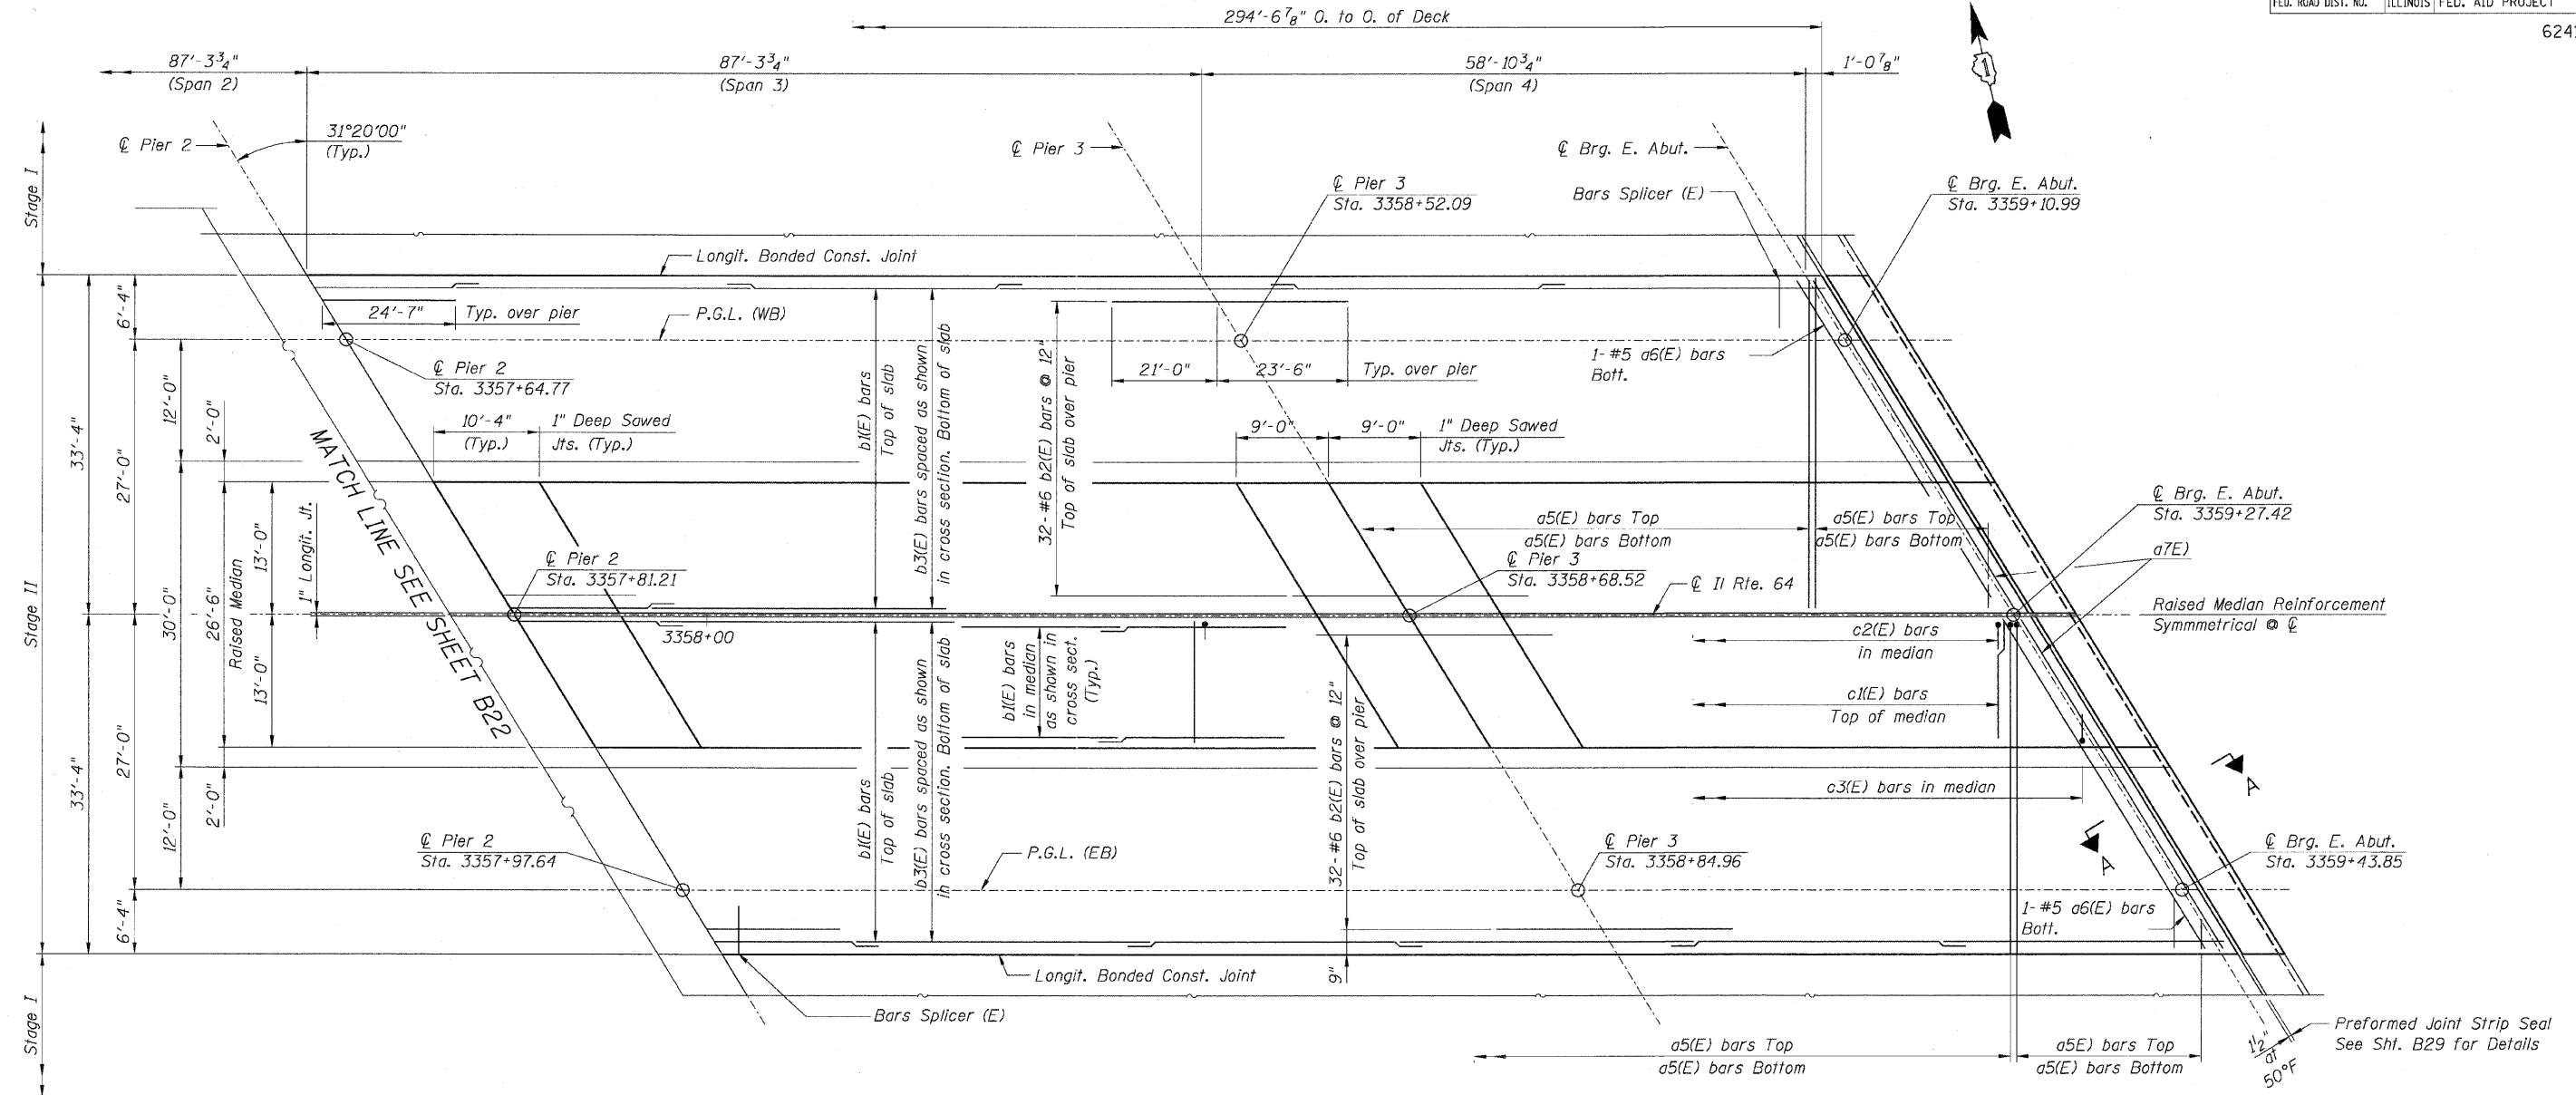 FED. ROAD DIST. NO. ILLINOIS FED. AID PROJECT
624
294'-6 7/8" O. to O. of Deck
87'-3 3/4"
(Span 2)
87'-3 3/4"
(Span 3)
58'-10 3/4"
(Span 4)
1'-0 7/8"
1
31°20'00"
(Typ.)
℄ Pier 2
℄ Pier 3
℄ Brg. E. Abut.
℄ Pier 3
Sta. 3358+52.09
Bars Splicer (E)
℄ Brg. E. Abut.
Sta. 3359+10.99
Stage I
Longit. Bonded Const. Joint
24'-7"
Typ. over pier
P.G.L. (WB)
℄ Pier 2
Sta. 3357+64.77
21'-0"
23'-6"
Typ. over pier
1-#5 a6(E) bars
Bott.
6'-4"
12'-0"
2'-0"
33'-4"
27'-0"
10'-4"
(Typ.)
1" Deep Sawed
Jts. (Typ.)
9'-0"
9'-0"
1" Deep Sawed
Jts. (Typ.)
b1(E) bars
Top of slab
b3(E) bars spaced as shown
in cross section. Bottom of slab
32-#6 b2(E) bars @ 12"
Top of slab over pier
MATCH LINE SEE SHEET B22
1" Longit. Jt.
Stage II
30'-0"
26'-6"
Raised Median
13'-0"
13'-0"
a5(E) bars Top
a5(E) bars Bottom
a5(E) bars Top
a5(E) bars Bottom
℄ Brg. E. Abut.
Sta. 3359+27.42
a7E)
℄ Pier 2
Sta. 3357+81.21
℄ Pier 3
Sta. 3358+68.52
℄ Il Rte. 64
Raised Median Reinforcement
Symmmetrical @ ℄
3358+00
b1(E) bars
in median
as shown in
cross sect.
(Typ.)
c2(E) bars
in median
c1(E) bars
Top of median
c3(E) bars in median
33'-4"
27'-0"
12'-0"
2'-0"
6'-4"
b1(E) bars
Top of slab
b3(E) bars spaced as shown
in cross section. Bottom of slab
32-#6 b2(E) bars @ 12"
Top of slab over pier
A
A
℄ Pier 2
Sta. 3357+97.64
P.G.L. (EB)
℄ Pier 3
Sta. 3358+84.96
℄ Brg. E. Abut.
Sta. 3359+43.85
1-#5 a6(E) bars
Bott.
9"
Longit. Bonded Const. Joint
Bars Splicer (E)
Stage I
a5(E) bars Top
a5(E) bars Bottom
a5E) bars Top
a5(E) bars Bottom
1 1/2"
at
50°F
Preformed Joint Strip Seal
See Sht. B29 for Details